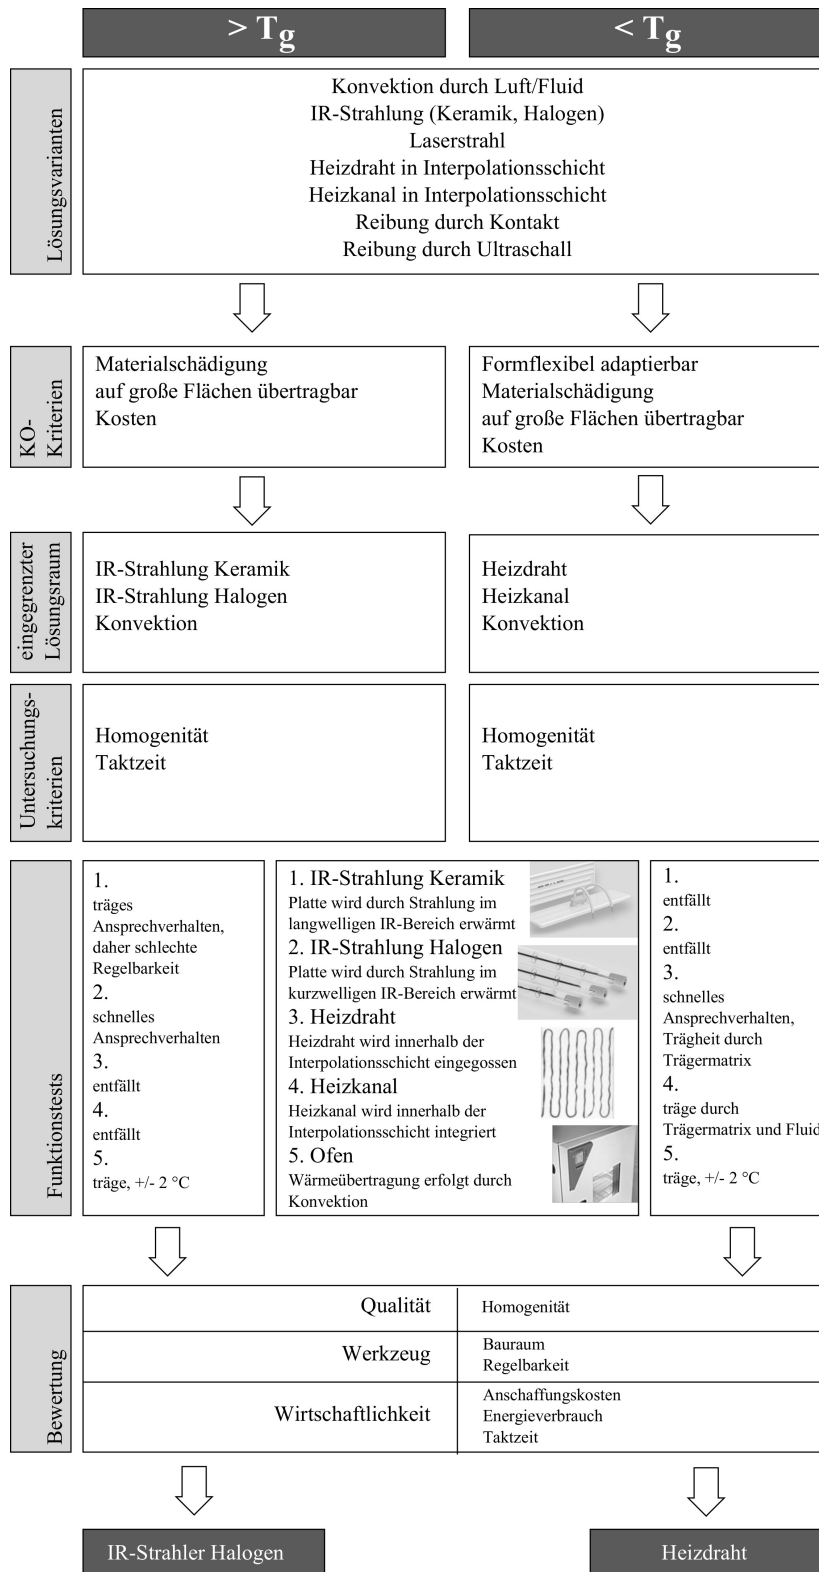 > Tg
< Tg
Lösungsvarianten
Konvektion durch Luft/Fluid
IR-Strahlung (Keramik, Halogen)
Laserstrahl
Heizdraht in Interpolationsschicht
Heizkanal in Interpolationsschicht
Reibung durch Kontakt
Reibung durch Ultraschall
KO-
Kriterien
Materialschädigung
auf große Flächen übertragbar
Kosten
Formflexibel adaptierbar
Materialschädigung
auf große Flächen übertragbar
Kosten
eingegrenzter
Lösungsraum
IR-Strahlung Keramik
IR-Strahlung Halogen
Konvektion
Heizdraht
Heizkanal
Konvektion
Untersuchungs-
kriterien
Homogenität
Taktzeit
Homogenität
Taktzeit
Funktionstests
1.
träges
Ansprechverhalten,
daher schlechte
Regelbarkeit
2.
schnelles
Ansprechverhalten
3.
entfällt
4.
entfällt
5.
träge, +/- 2 °C
1. IR-Strahlung Keramik
Platte wird durch Strahlung im
langwelligen IR-Bereich erwärmt
2. IR-Strahlung Halogen
Platte wird durch Strahlung im
kurzwelligen IR-Bereich erwärmt
3. Heizdraht
Heizdraht wird innerhalb der
Interpolationsschicht eingegossen
4. Heizkanal
Heizkanal wird innerhalb der
Interpolationsschicht integriert
5. Ofen
Wärmeübertragung erfolgt durch
Konvektion
1.
entfällt
2.
entfällt
3.
schnelles
Ansprechverhalten,
Trägheit durch
Trägermatrix
4.
träge durch
Trägermatrix und Fluid
5.
träge, +/- 2 °C
Bewertung
Qualität
Homogenität
Werkzeug
Bauraum
Regelbarkeit
Wirtschaftlichkeit
Anschaffungskosten
Energieverbrauch
Taktzeit
IR-Strahler Halogen
Heizdraht